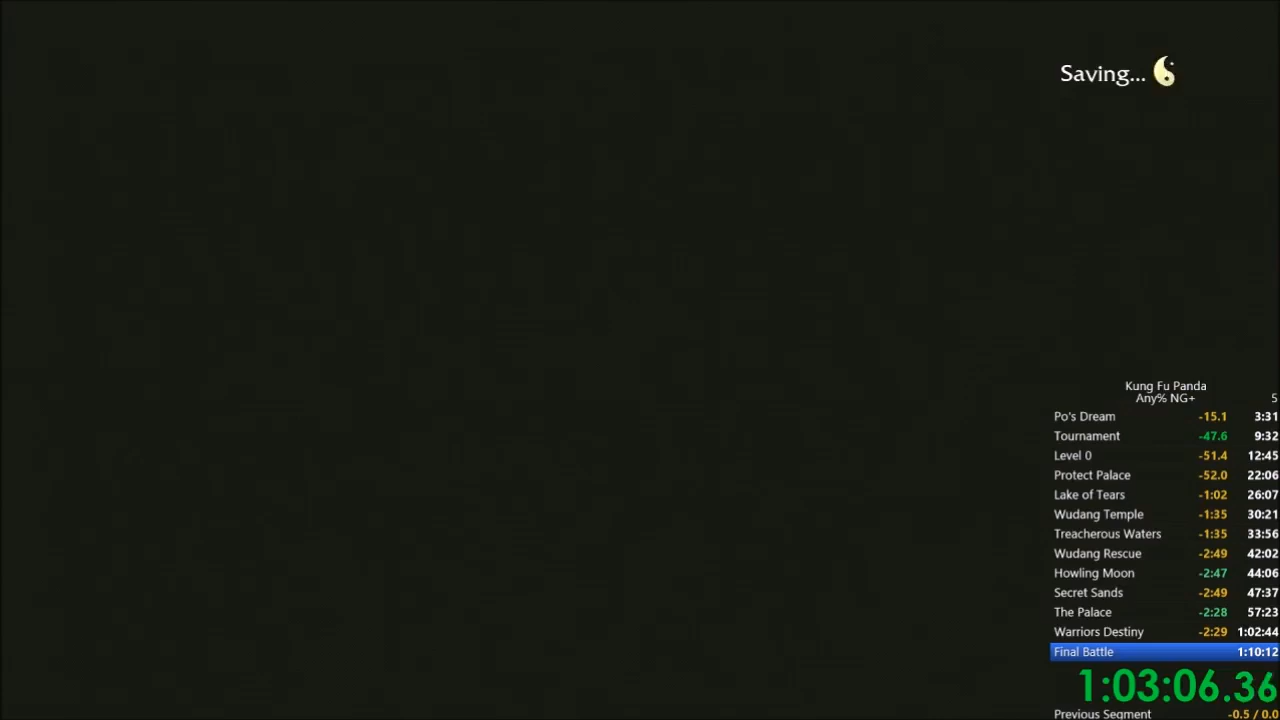 Saving...
Kung Fu Panda
Any% NG+ 5
Po's Dream -15.1 3:31
Tournament -47.6 9:32
Level 0 -51.4 12:45
Protect Palace -52.0 22:06
Lake of Tears -1:02 26:07
Wudang Temple -1:35 30:21
Treacherous Waters -1:35 33:56
Wudang Rescue -2:49 42:02
Howling Moon -2:47 44:06
Secret Sands -2:49 47:37
The Palace -2:28 57:23
Warriors Destiny -2:29 1:02:44
Final Battle 1:10:12
1:03:06.36
Previous Segment -0.5 / 0.0